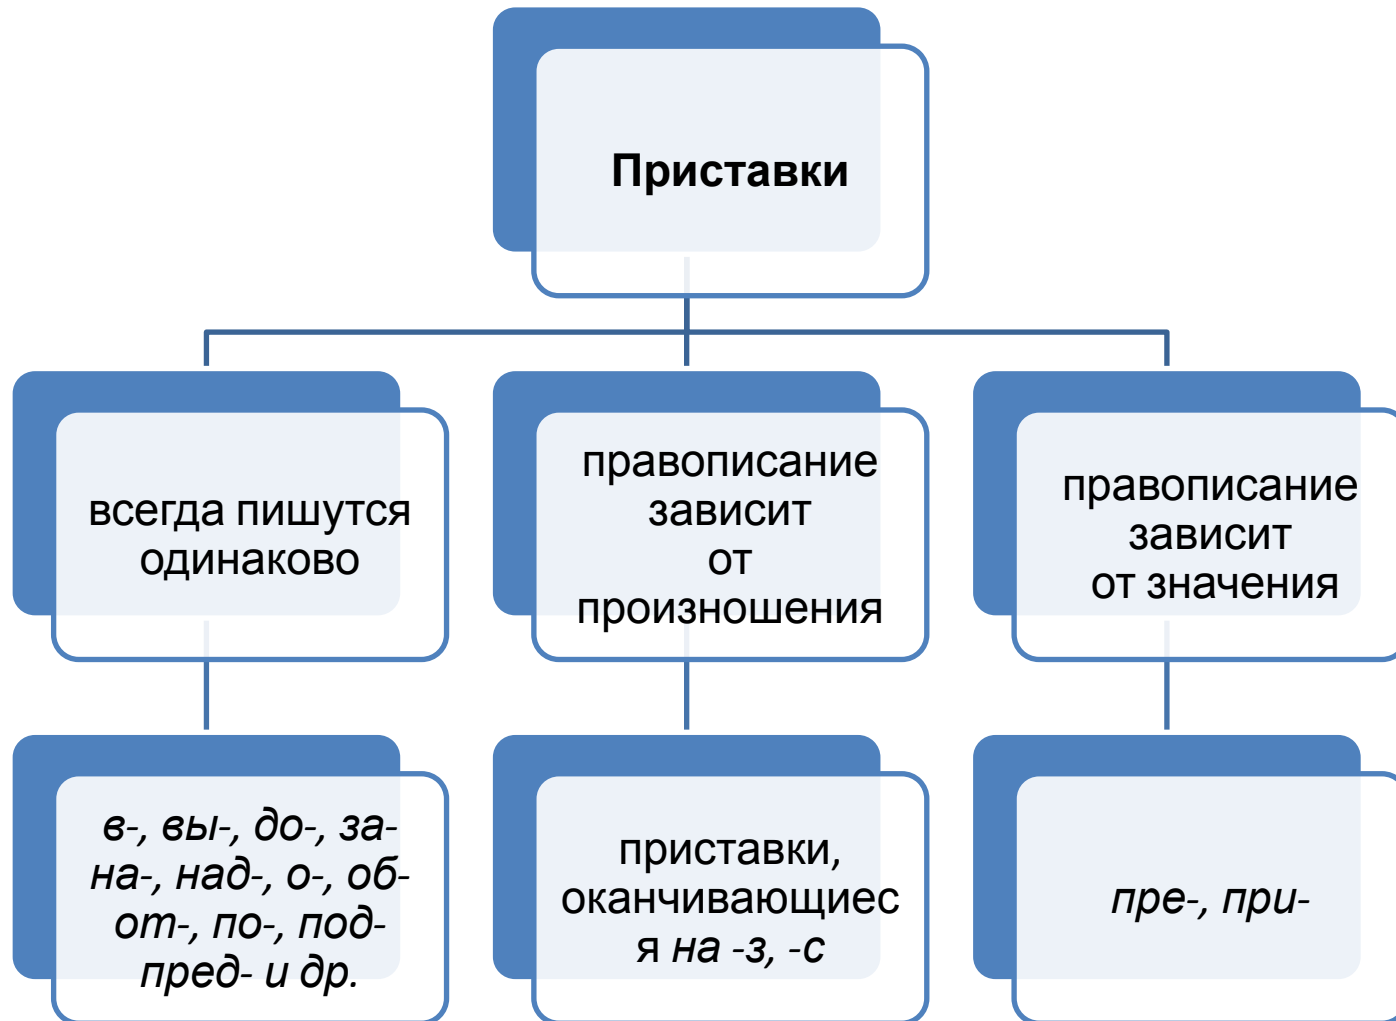 Приставки
всегда пишутся
одинаково
правописание
зависит
от
произношения
правописание
зависит
от значения
в-, вы-, до-, за-
на-, над-, о-, об-
от-, по-, под-
пред- и др.
приставки,
оканчивающиес
я на -з, -с
пре-, при-